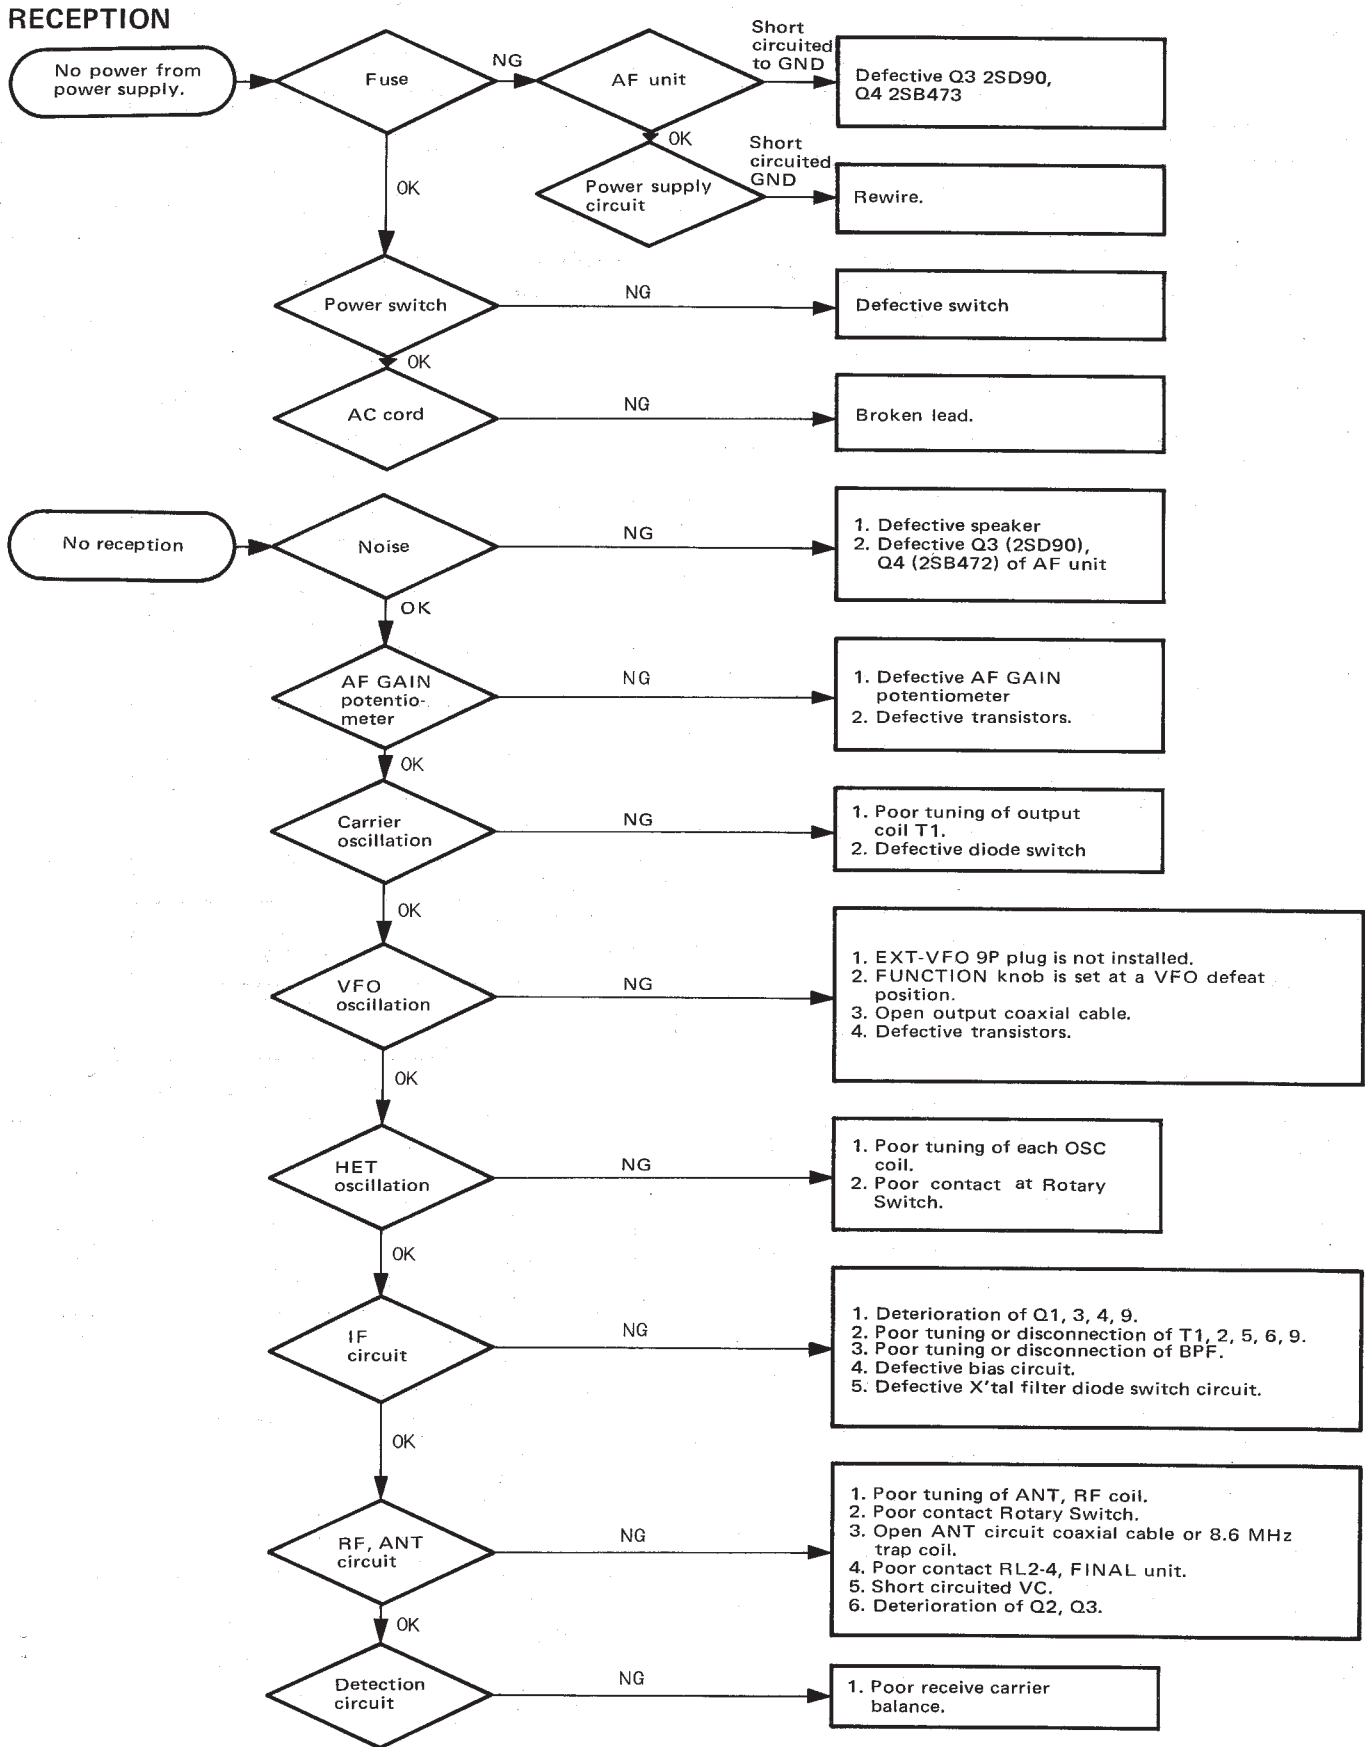 RECEPTION
No power from
power supply.
Fuse
NG
AF unit
Short
circuited
to GND
Defective Q3 2SD90,
Q4 2SB473
OK
OK
Power supply
circuit
Short
circuited
GND
Rewire.
Power switch
NG
Defective switch
OK
AC cord
NG
Broken lead.
No reception
Noise
NG
1. Defective speaker
2. Defective Q3 (2SD90),
Q4 (2SB472) of AF unit
OK
AF GAIN
potentio-
meter
NG
1. Defective AF GAIN
potentiometer
2. Defective transistors.
OK
Carrier
oscillation
NG
1. Poor tuning of output
coil T1.
2. Defective diode switch
OK
VFO
oscillation
NG
1. EXT-VFO 9P plug is not installed.
2. FUNCTION knob is set at a VFO defeat
position.
3. Open output coaxial cable.
4. Defective transistors.
OK
HET
oscillation
NG
1. Poor tuning of each OSC
coil.
2. Poor contact at Rotary
Switch.
OK
IF
circuit
NG
1. Deterioration of Q1, 3, 4, 9.
2. Poor tuning or disconnection of T1, 2, 5, 6, 9.
3. Poor tuning or disconnection of BPF.
4. Defective bias circuit.
5. Defective X'tal filter diode switch circuit.
OK
RF, ANT
circuit
NG
1. Poor tuning of ANT, RF coil.
2. Poor contact Rotary Switch.
3. Open ANT circuit coaxial cable or 8.6 MHz
trap coil.
4. Poor contact RL2-4, FINAL unit.
5. Short circuited VC.
6. Deterioration of Q2, Q3.
OK
Detection
circuit
NG
1. Poor receive carrier
balance.